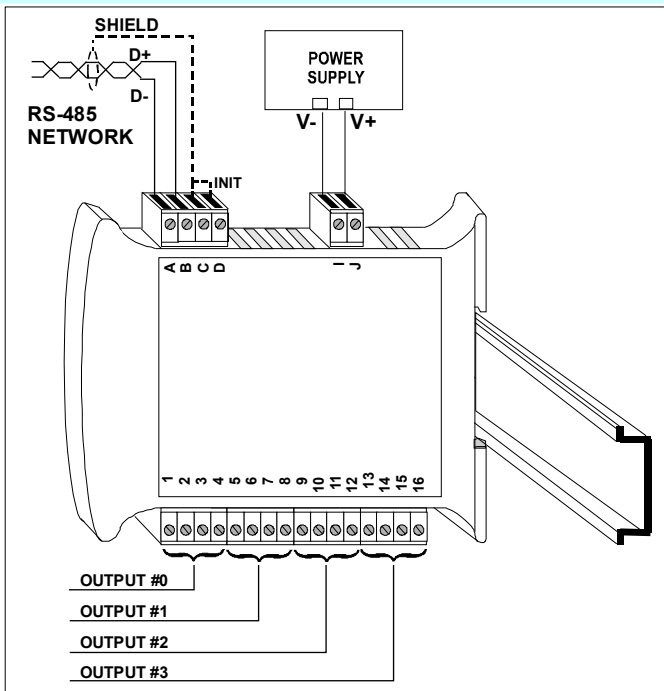 SHIELD
D+
D-
RS-485
NETWORK
INIT
POWER
SUPPLY
V- V+
A B C D I J
1 2 3 4 5 6 7 8 9 10 11 12 13 14 15 16
OUTPUT #0
OUTPUT #1
OUTPUT #2
OUTPUT #3